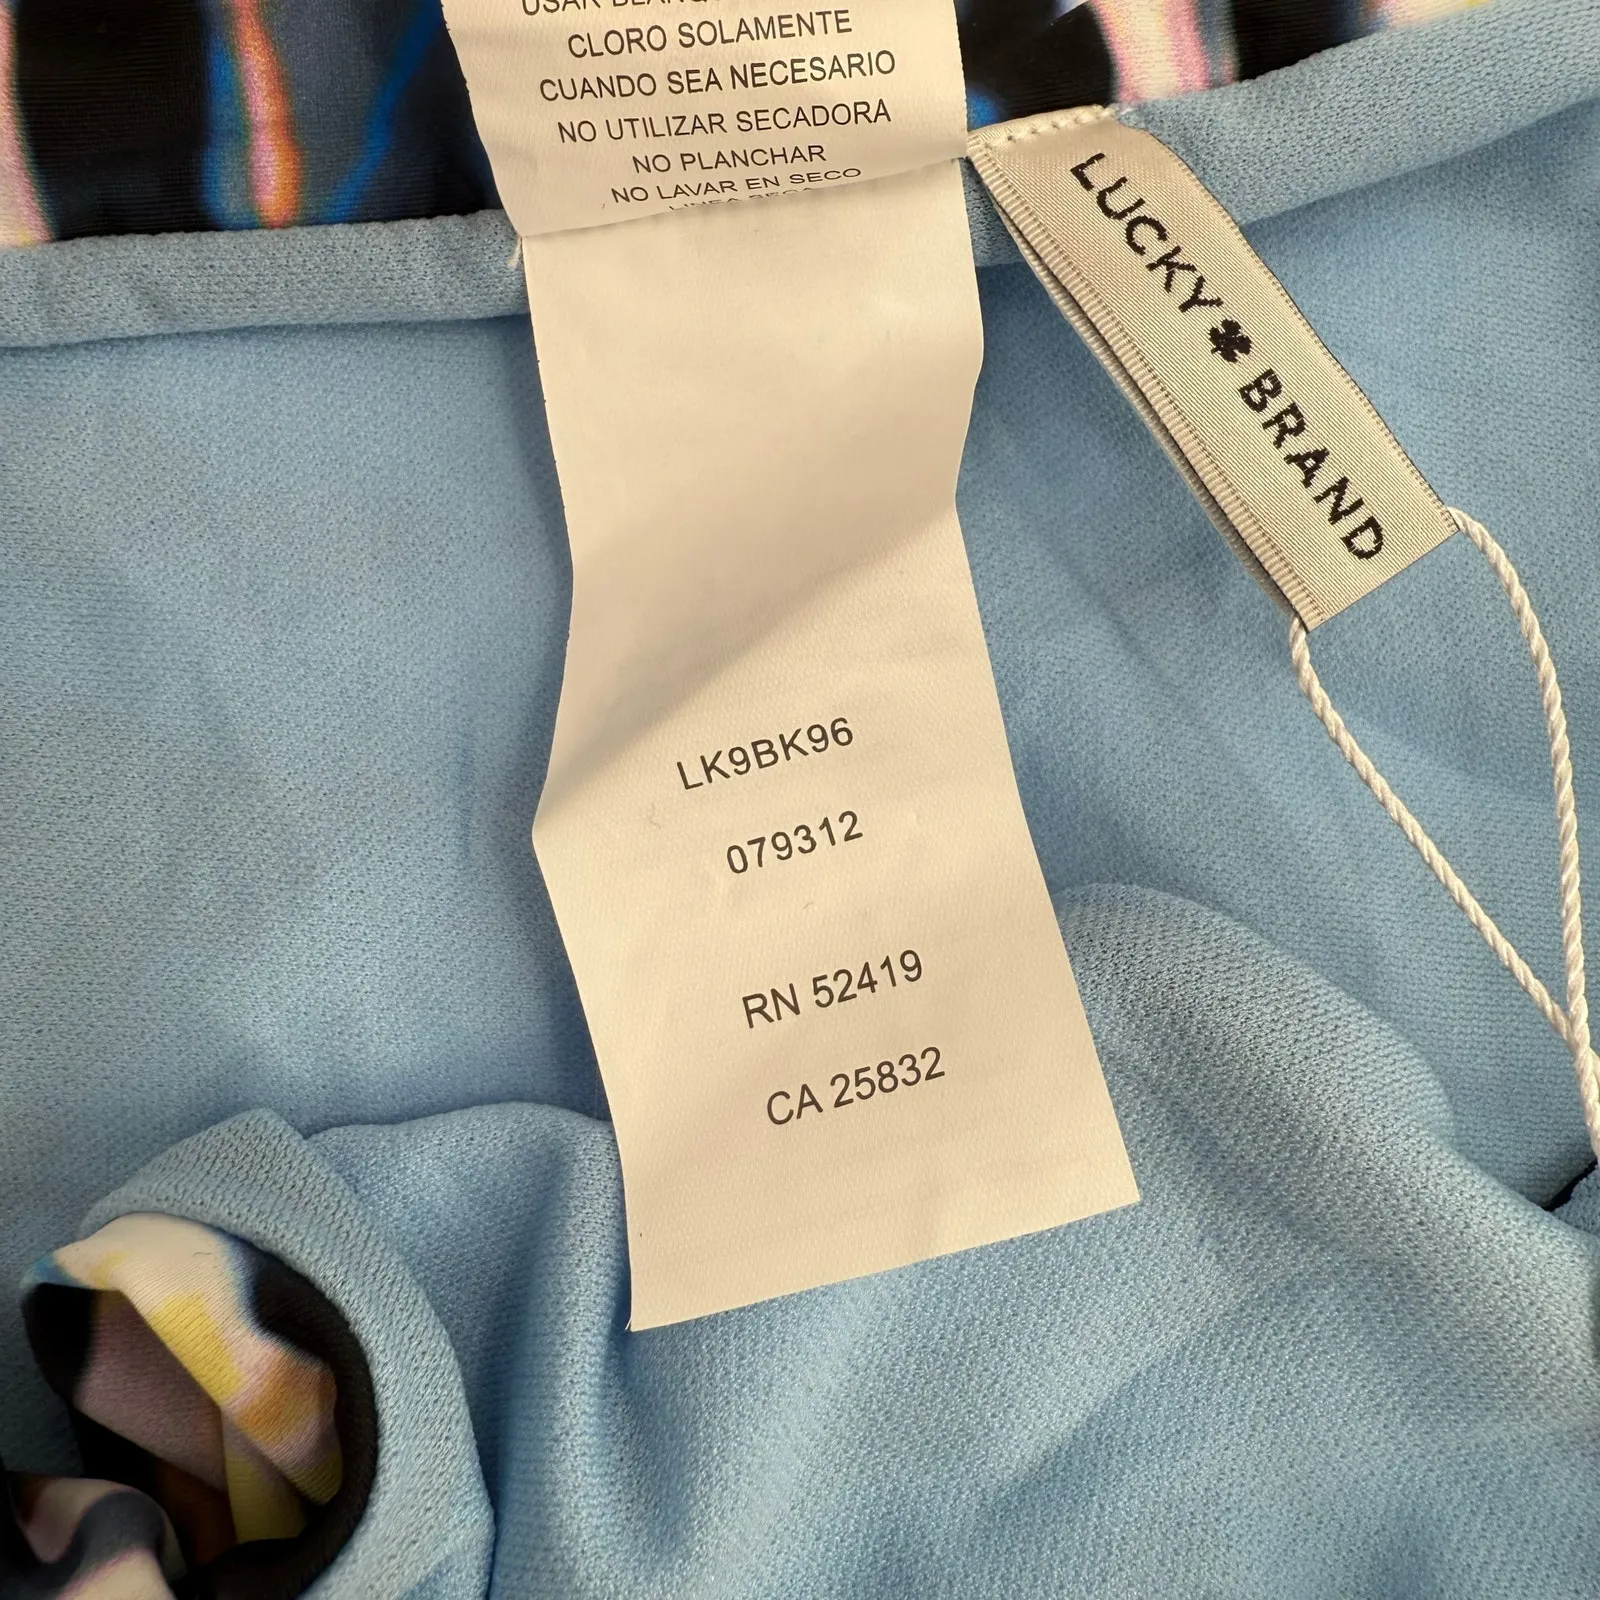 USAR
CLORO SOLAMENTE
CUANDO SEA NECESARIO
NO UTILIZAR SECADORA
NO PLANCHAR
NO LAVAR EN SECO
LUCKY BRAND
LK9BK96
079312
RN 52419
CA 25832